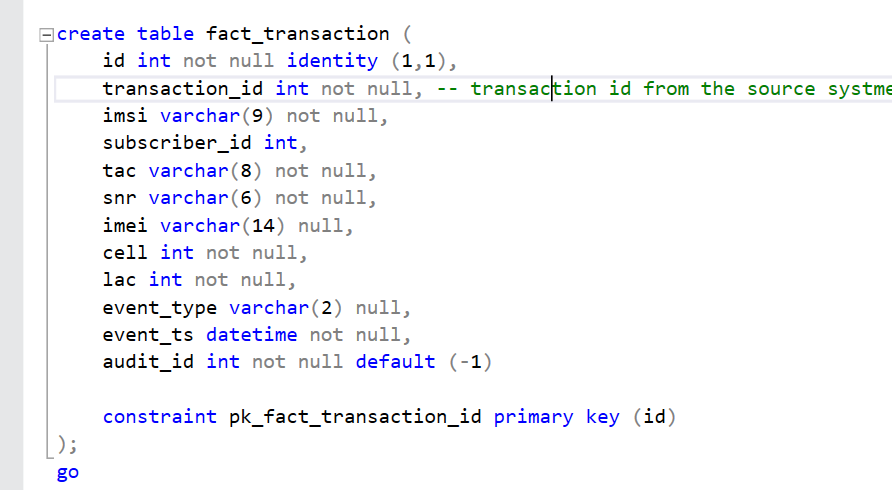 create table fact_transaction (
id int not null identity (1,1),
transaction_id int not null, -- transaction id from the source systme
imsi varchar(9) not null,
subscriber_id int,
tac varchar(8) not null,
snr varchar(6) not null,
imei varchar(14) null,
cell int not null,
lac int not null,
event_type varchar(2) null,
event_ts datetime not null,
audit_id int not null default (-1)
constraint pk_fact_transaction_id primary key (id)
);
go